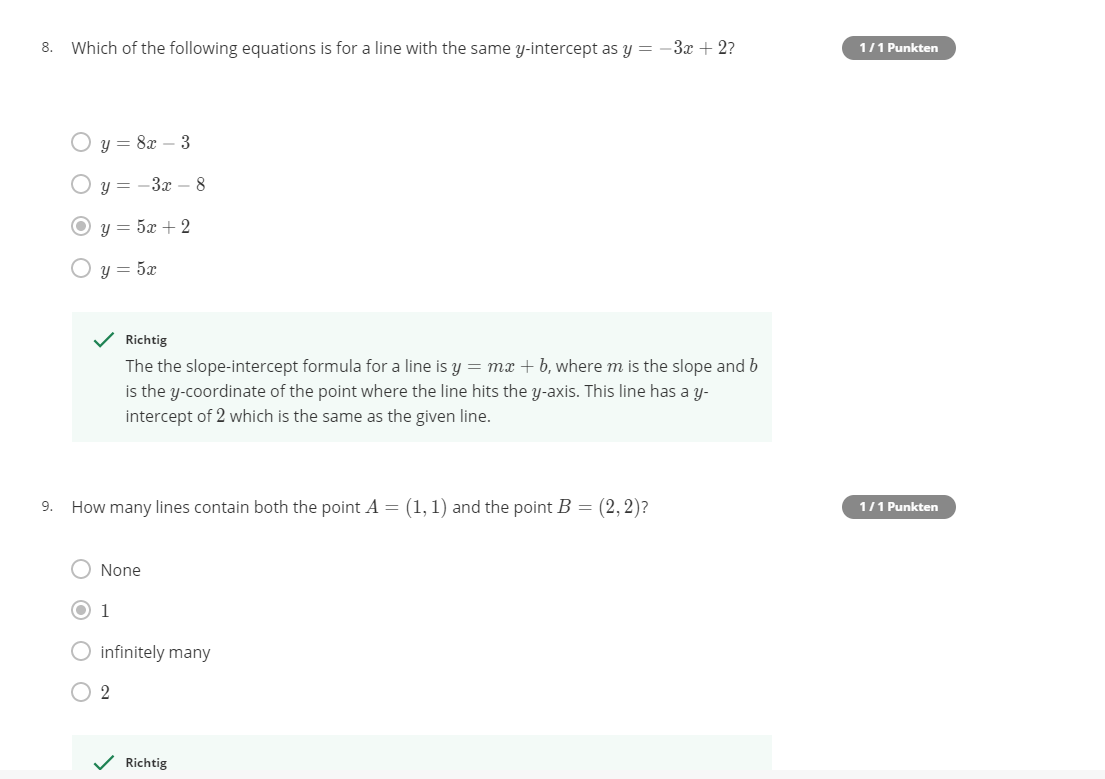 8. Which of the following equations is for a line with the same y-intercept as y = −3x + 2?
1 / 1 Punkten
y = 8x − 3
y = −3x − 8
y = 5x + 2
y = 5x
Richtig
The the slope-intercept formula for a line is y = mx + b, where m is the slope and b
is the y-coordinate of the point where the line hits the y-axis. This line has a y-
intercept of 2 which is the same as the given line.
9. How many lines contain both the point A = (1, 1) and the point B = (2, 2)?
1 / 1 Punkten
None
1
infinitely many
2
Richtig